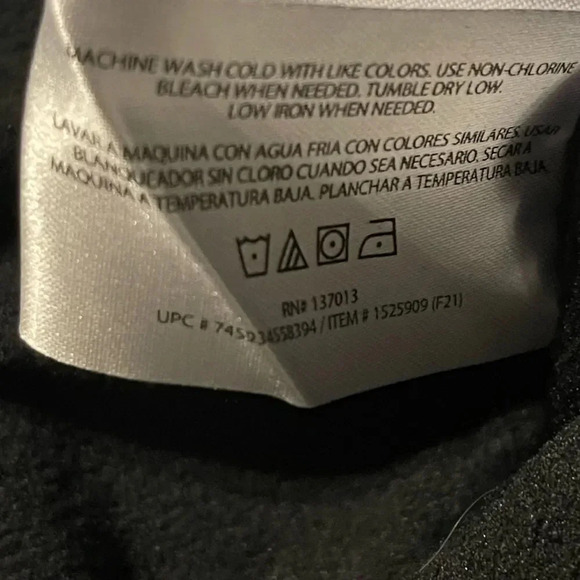 MACHINE WASH COLD WITH LIKE COLORS. USE NON-CHLORINE
BLEACH WHEN NEEDED. TUMBLE DRY LOW.
LOW IRON WHEN NEEDED.
LAVAR A MAQUINA CON AGUA FRIA CON COLORES SIMILARES. USAR
BLANQUEADOR SIN CLORO CUANDO SEA NECESARIO. SECAR A
MAQUINA A TEMPERATURA BAJA. PLANCHAR A TEMPERATURA BAJA.
RN# 137013
UPC # 745934558394 / ITEM # 1525909 (F21)